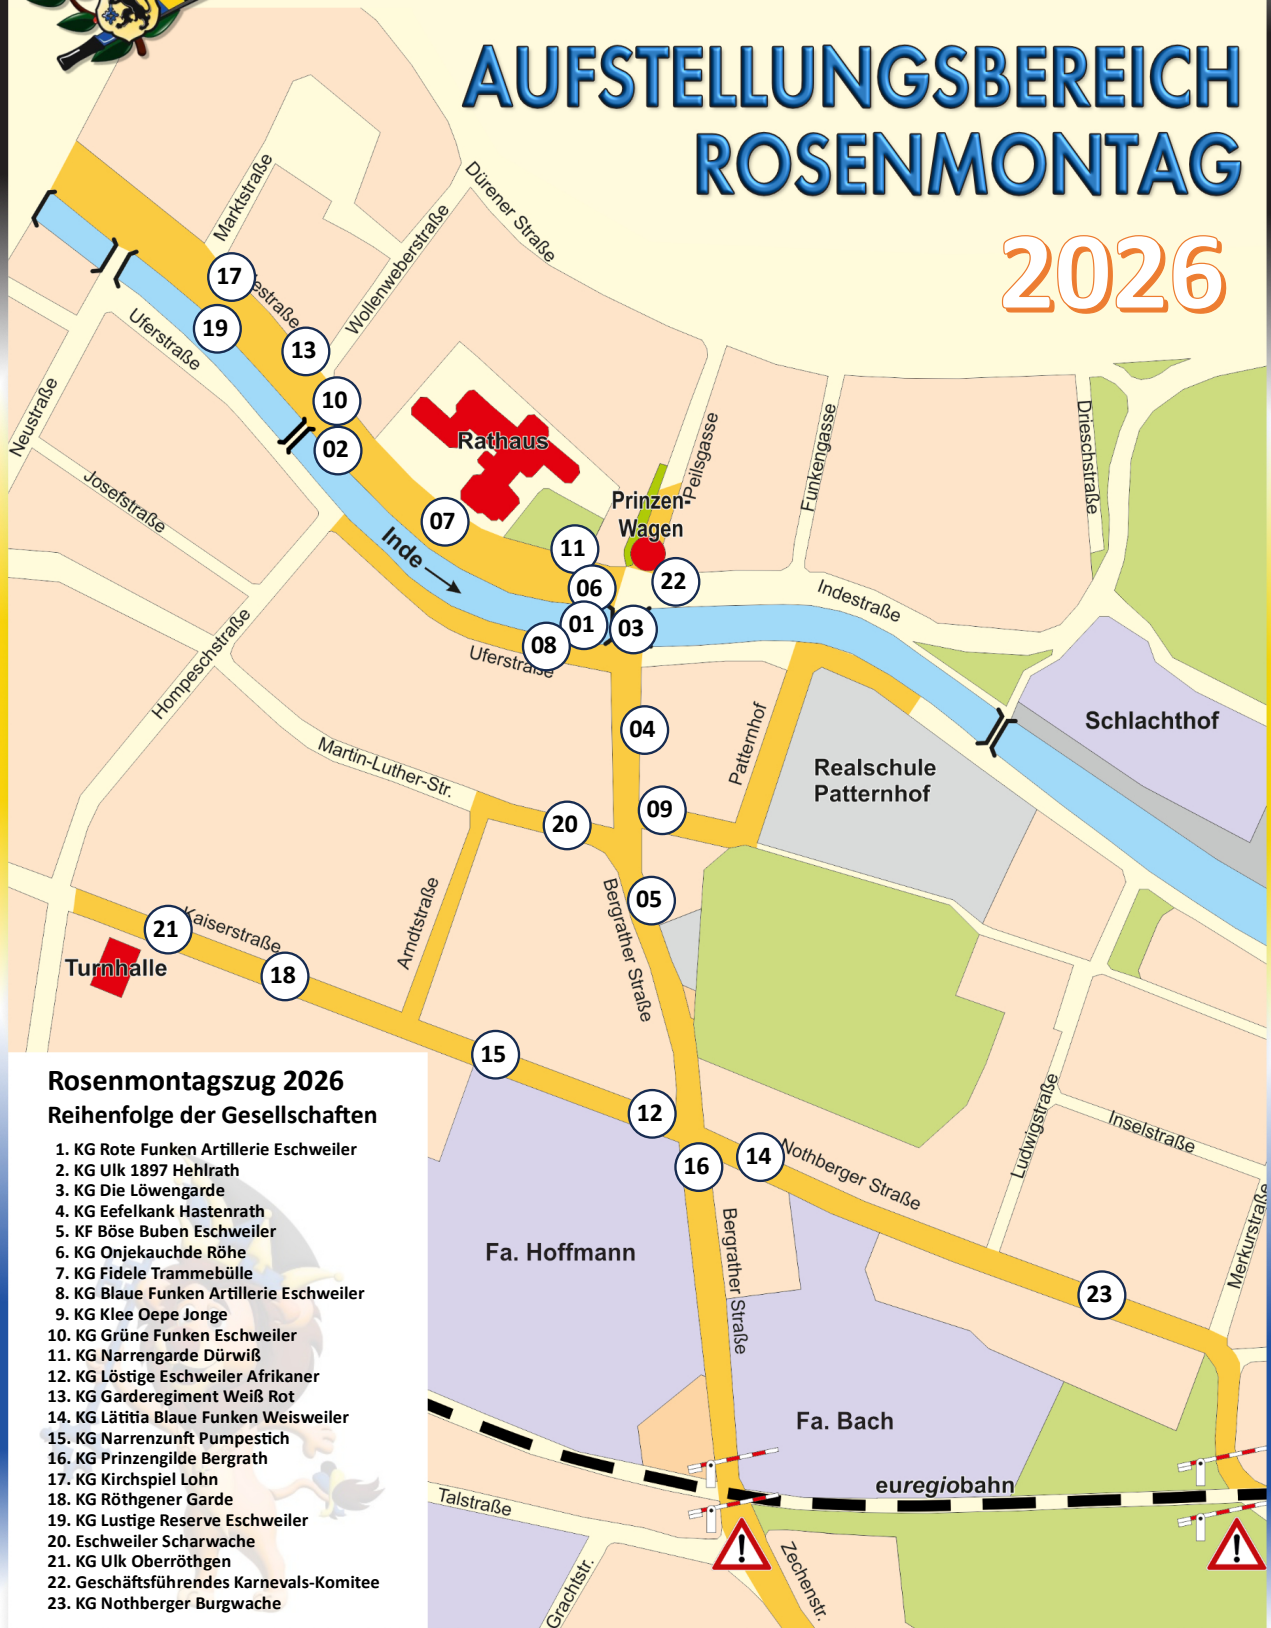 AUFSTELLUNGSBEREICH
ROSENMONTAG
2026
Marktstraße
Dürener Straße
Wollenweberstraße
17
estraße
19
Uferstraße
13
Neustraße
10
02
Rathaus
Peilsgasse
Funkengasse
Drieschstraße
Josefstraße
Prinzen-
Wagen
07
11
Inde
22
06
Indestraße
01
03
08
Uferstraße
Hompeschstraße
04
Patternhof
Schlachthof
Martin-Luther-Str.
Realschule
Patternhof
09
20
05
Arndtstraße
Bergrather Straße
21
Kaiserstraße
Turnhalle
18
15
12
Ludwigstraße
Inselstraße
16
14
Nothberger Straße
Merkurstraße
Bergrather Straße
Fa. Hoffmann
23
Fa. Bach
euregiobahn
Talstraße
Zechenstr.
Grachtstr.
Rosenmontagszug 2026
Reihenfolge der Gesellschaften
1. KG Rote Funken Artillerie Eschweiler
2. KG Ulk 1897 Hehlrath
3. KG Die Löwengarde
4. KG Eefelkank Hastenrath
5. KF Böse Buben Eschweiler
6. KG Onjekauchde Röhe
7. KG Fidele Trammebülle
8. KG Blaue Funken Artillerie Eschweiler
9. KG Klee Oepe Jonge
10. KG Grüne Funken Eschweiler
11. KG Narrengarde Dürwiß
12. KG Löstige Eschweiler Afrikaner
13. KG Garderegiment Weiß Rot
14. KG Lätitia Blaue Funken Weisweiler
15. KG Narrenzunft Pumpestich
16. KG Prinzengilde Bergrath
17. KG Kirchspiel Lohn
18. KG Röthgener Garde
19. KG Lustige Reserve Eschweiler
20. Eschweiler Scharwache
21. KG Ulk Oberröthgen
22. Geschäftsführendes Karnevals-Komitee
23. KG Nothberger Burgwache